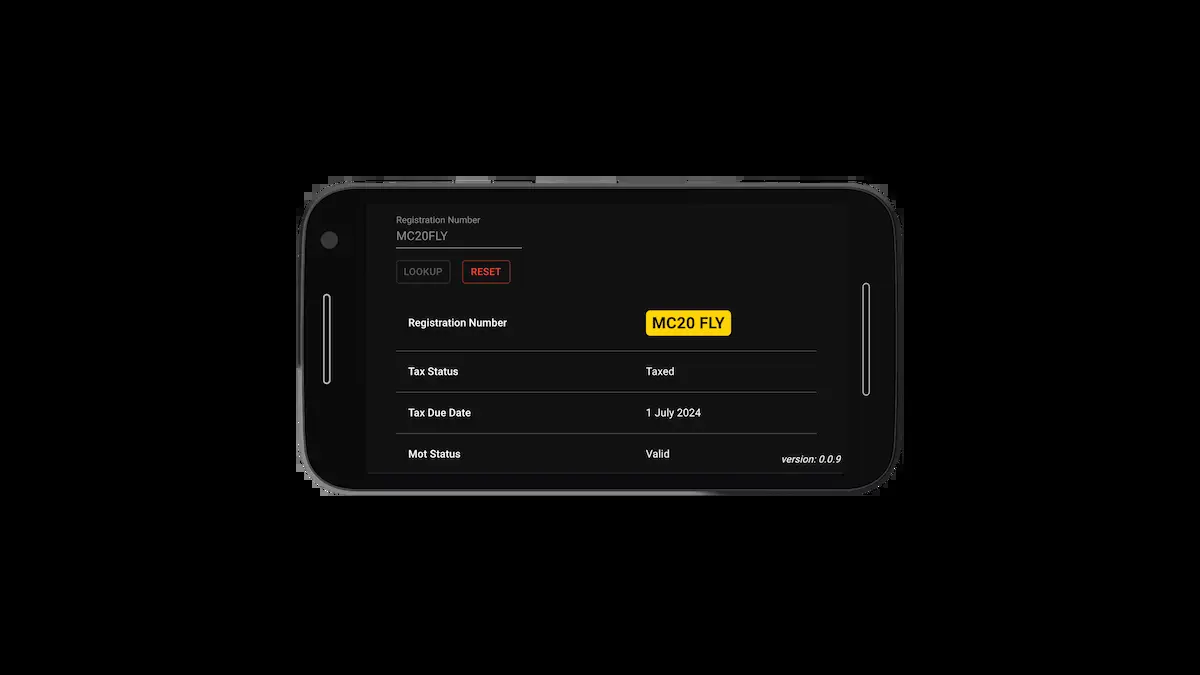 Registration Number
MC20FLY
LOOKUP RESET
Registration Number MC20 FLY
Tax Status Taxed
Tax Due Date 1 July 2024
Mot Status Valid
version: 0.0.9